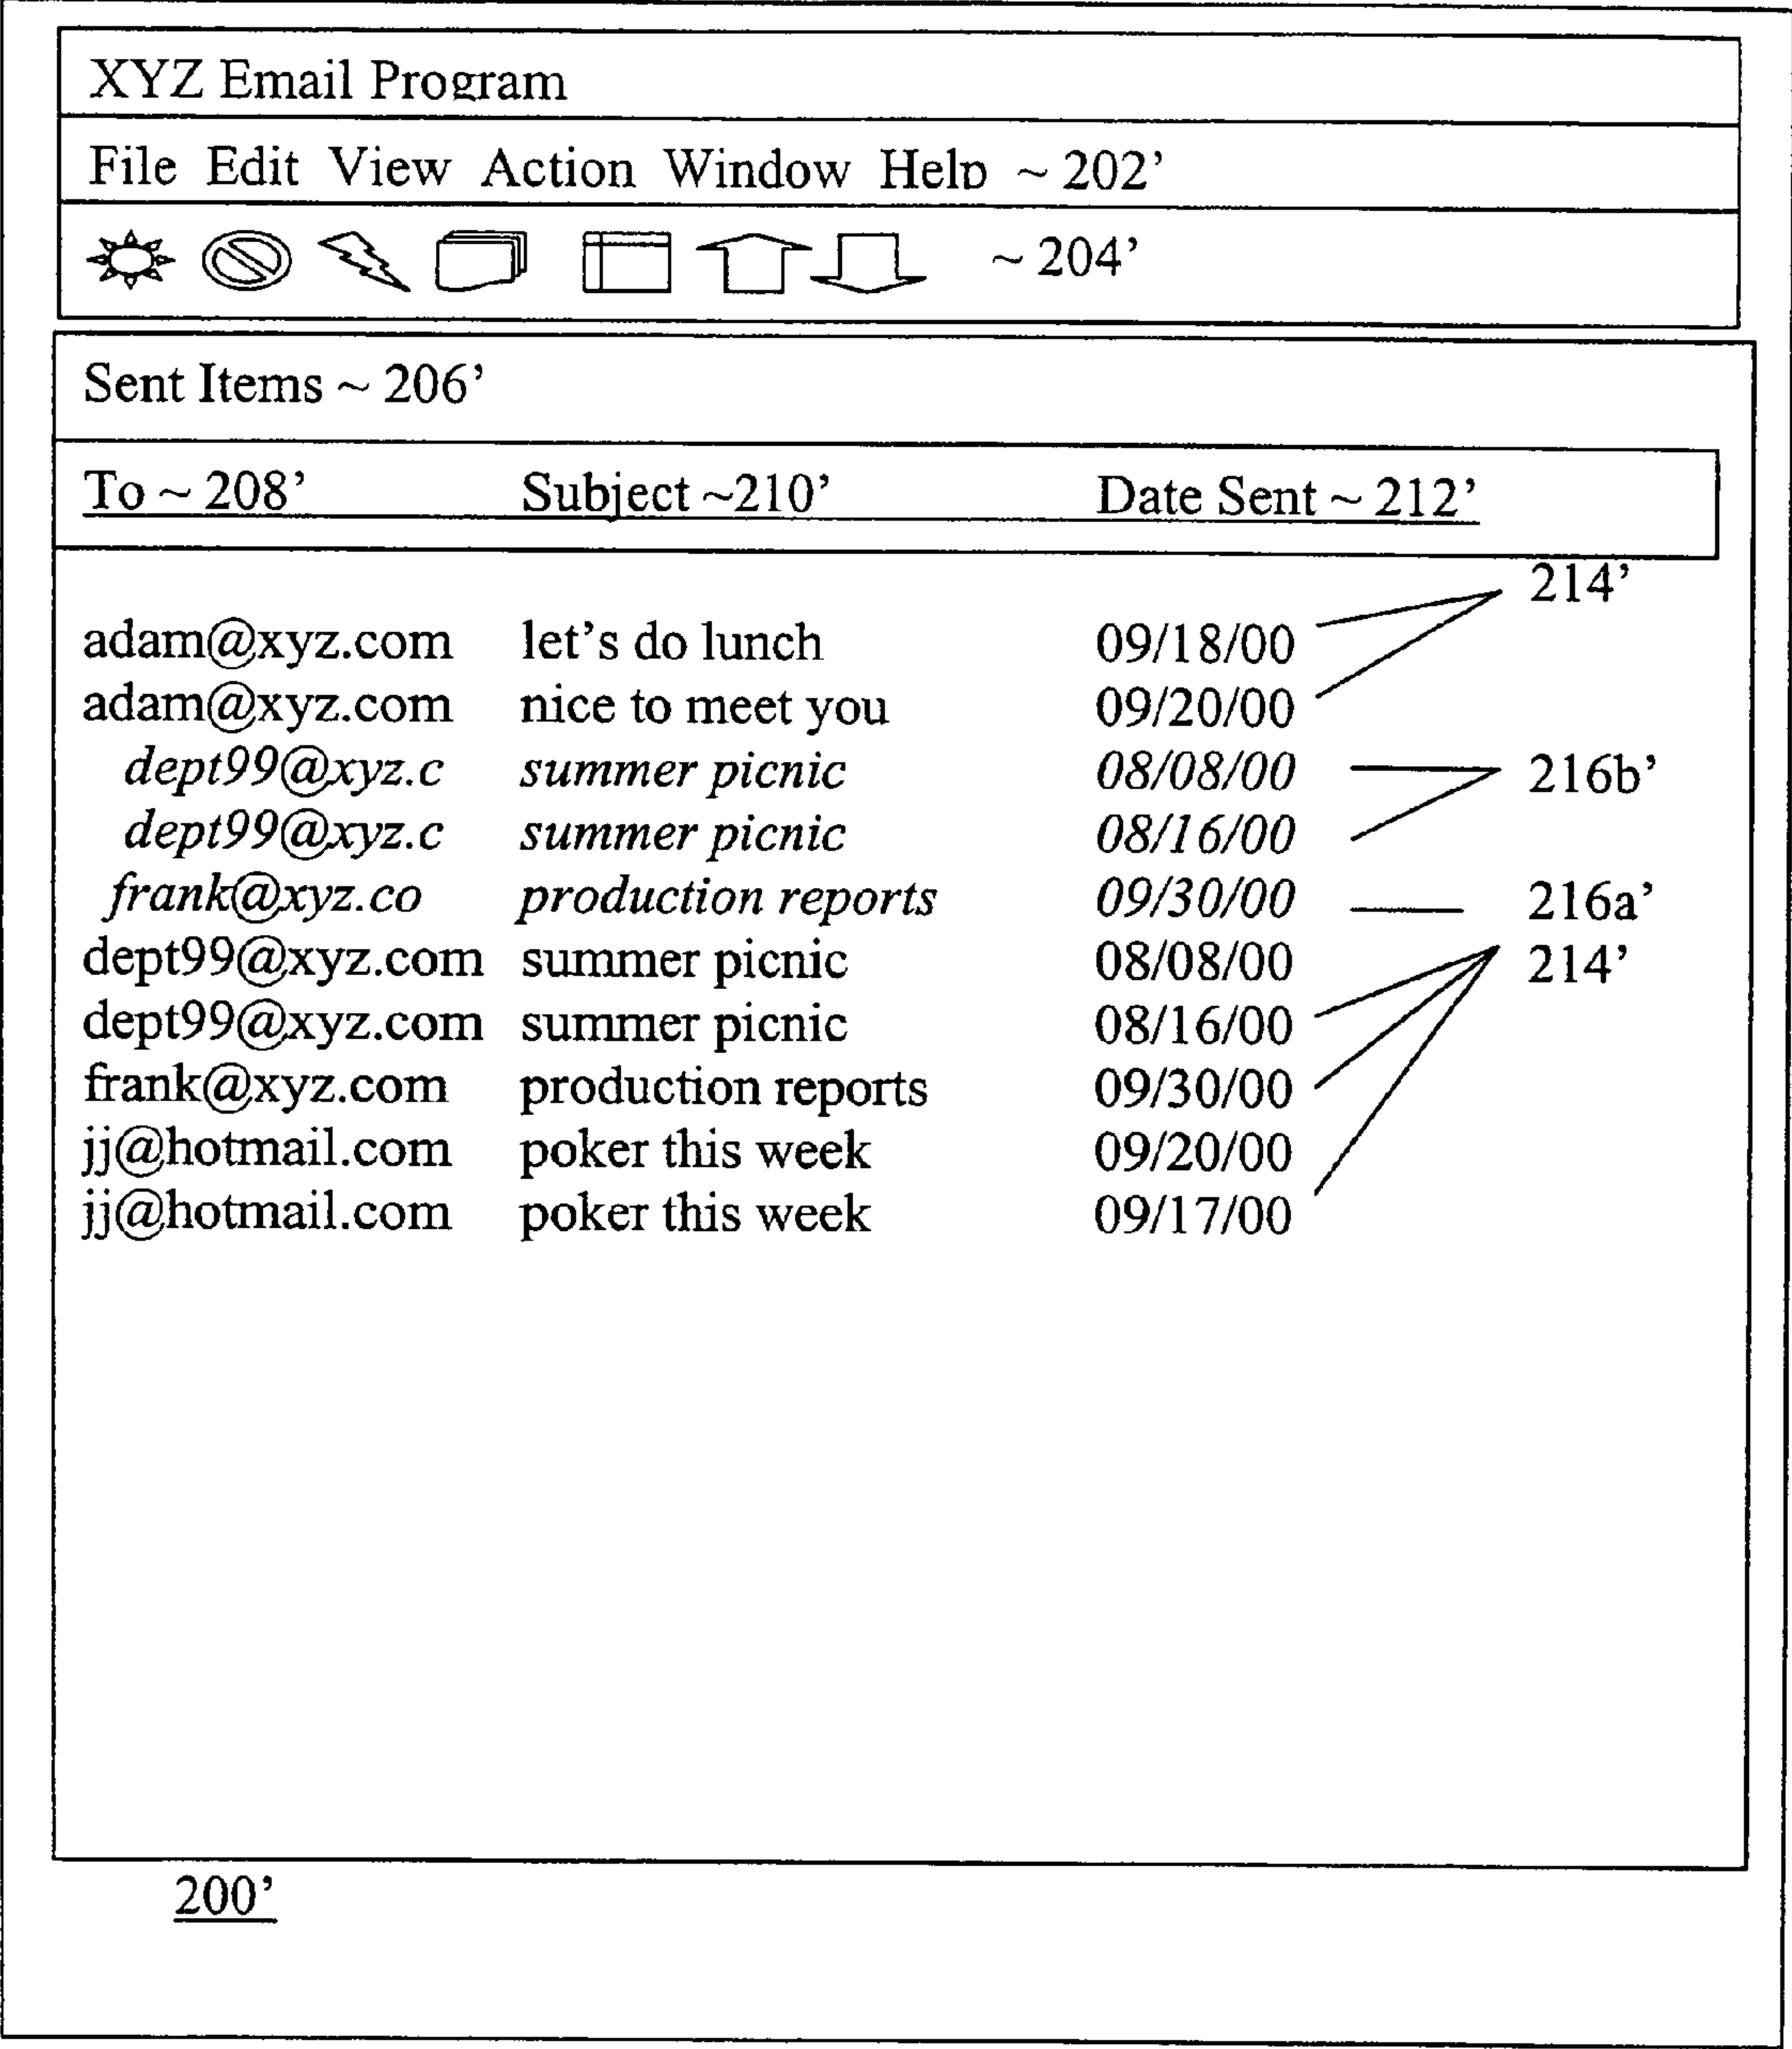 XYZ Email Program
File Edit View Action Window Help ~ 202’
~ 204’
Sent Items ~ 206’
To ~ 208’ Subject ~210’ Date Sent ~ 212’
214’
adam@xyz.com let’s do lunch 09/18/00
adam@xyz.com nice to meet you 09/20/00
dept99@xyz.c summer picnic 08/08/00 216b’
dept99@xyz.c summer picnic 08/16/00
frank@xyz.co production reports 09/30/00 216a’
dept99@xyz.com summer picnic 08/08/00 214’
dept99@xyz.com summer picnic 08/16/00
frank@xyz.com production reports 09/30/00
jj@hotmail.com poker this week 09/20/00
jj@hotmail.com poker this week 09/17/00
200’